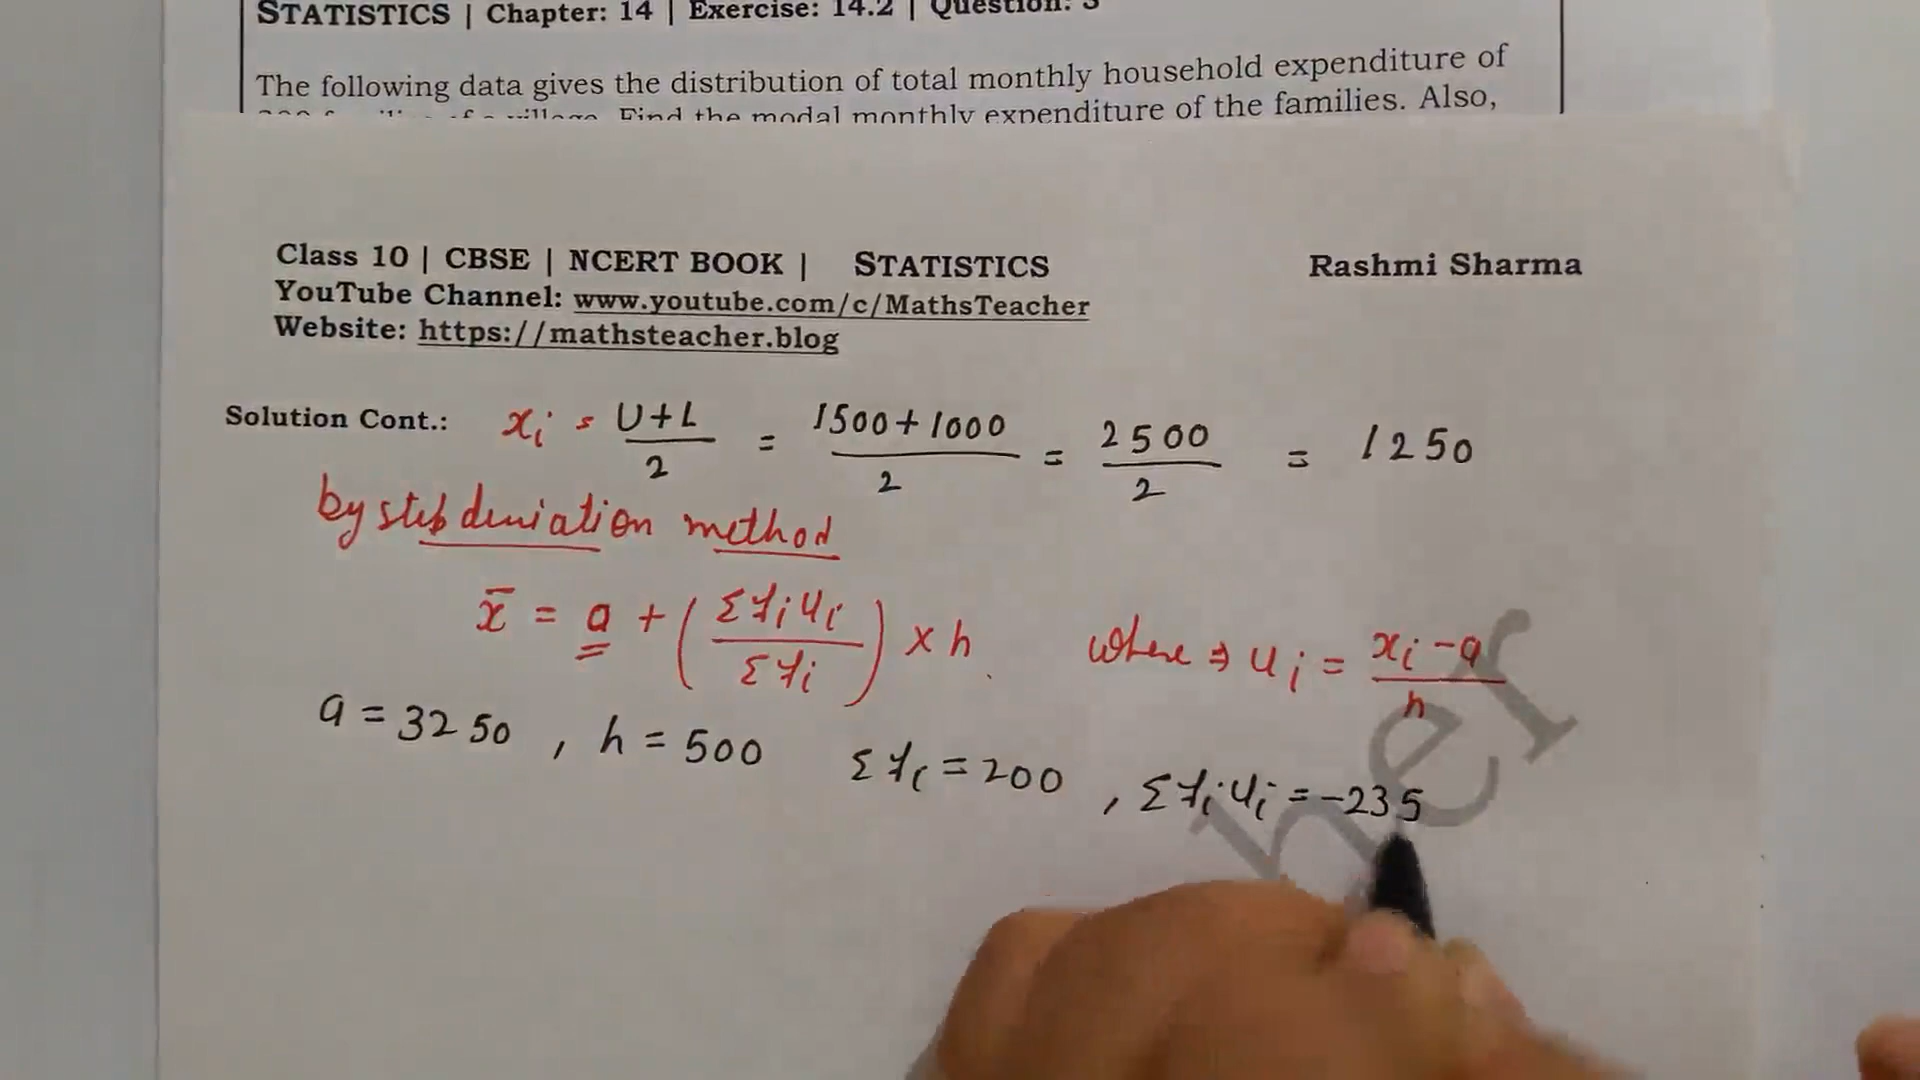 STATISTICS | Chapter: 14 | Exercise: 14.2 | Question: 3
The following data gives the distribution of total monthly household expenditure of
Find the modal monthly expenditure of the families. Also,
Class 10 | CBSE | NCERT BOOK | STATISTICS Rashmi Sharma
YouTube Channel: www.youtube.com/c/MathsTeacher
Website: https://mathsteacher.blog
Solution Cont.: xᵢ = U+L/2 = 1500+1000/2 = 2500/2 = 1250
by step deviation method
x̄ = a + (Σfᵢuᵢ/Σfᵢ) × h where ⇒ uᵢ = xᵢ-a/h
a = 3250 , h = 500 Σfᵢ = 200 , Σfᵢuᵢ = -235
her